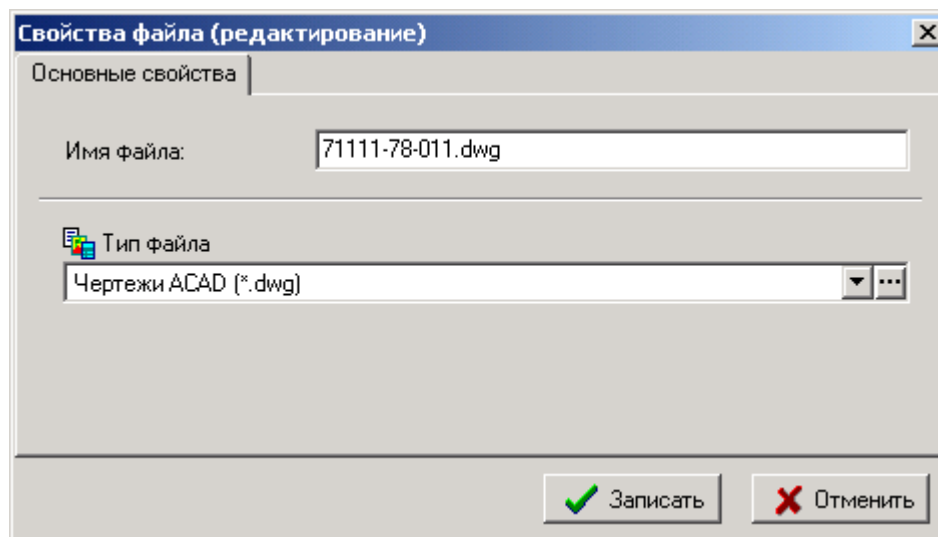 Свойства файла (редактирование)
Основные свойства
Имя файла: 71111-78-011.dwg
Тип файла
Чертежи ACAD (*.dwg)
Записать Отменить